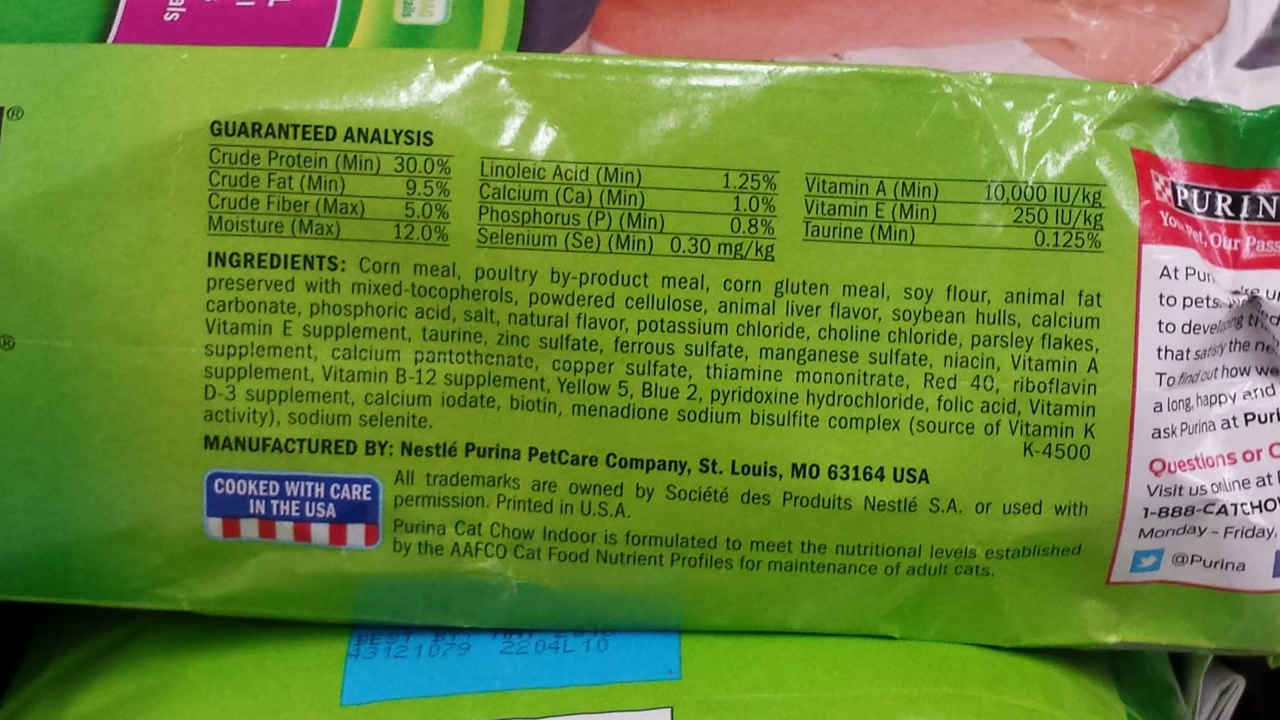 GUARANTEED ANALYSIS
Crude Protein (Min) 30.0%
Crude Fat (Min) 9.5%
Crude Fiber (Max) 5.0%
Moisture (Max) 12.0%
Linoleic Acid (Min) 1.25%
Calcium (Ca) (Min) 1.0%
Phosphorus (P) (Min) 0.8%
Selenium (Se) (Min) 0.30 mg/kg
Vitamin A (Min) 10,000 IU/kg
Vitamin E (Min) 250 IU/kg
Taurine (Min) 0.125%
INGREDIENTS: Corn meal, poultry by-product meal, corn gluten meal, soy flour, animal fat
preserved with mixed-tocopherols, powdered cellulose, animal liver flavor, soybean hulls, calcium
carbonate, phosphoric acid, salt, natural flavor, potassium chloride, choline chloride, parsley flakes,
Vitamin E supplement, taurine, zinc sulfate, ferrous sulfate, manganese sulfate, niacin, Vitamin A
supplement, calcium pantothenate, copper sulfate, thiamine mononitrate, Red 40, riboflavin
supplement, Vitamin B-12 supplement, Yellow 5, Blue 2, pyridoxine hydrochloride, folic acid, Vitamin
D-3 supplement, calcium iodate, biotin, menadione sodium bisulfite complex (source of Vitamin K
activity), sodium selenite.
K-4500
MANUFACTURED BY: Nestlé Purina PetCare Company, St. Louis, MO 63164 USA
COOKED WITH CARE
IN THE USA
All trademarks are owned by Société des Produits Nestlé S.A. or used with
permission. Printed in U.S.A.
Purina Cat Chow Indoor is formulated to meet the nutritional levels established
by the AAFCO Cat Food Nutrient Profiles for maintenance of adult cats.
PURIN
Pet, Our Pass
At Pur
to pets.
to developing
that satisfy the
To find out how we
a long, happy and
ask Purina at Puri
Questions or C
Visit us online at
1-888-CATCHO
Monday - Friday,
@Purina
BEST BY
43121079 2204L10